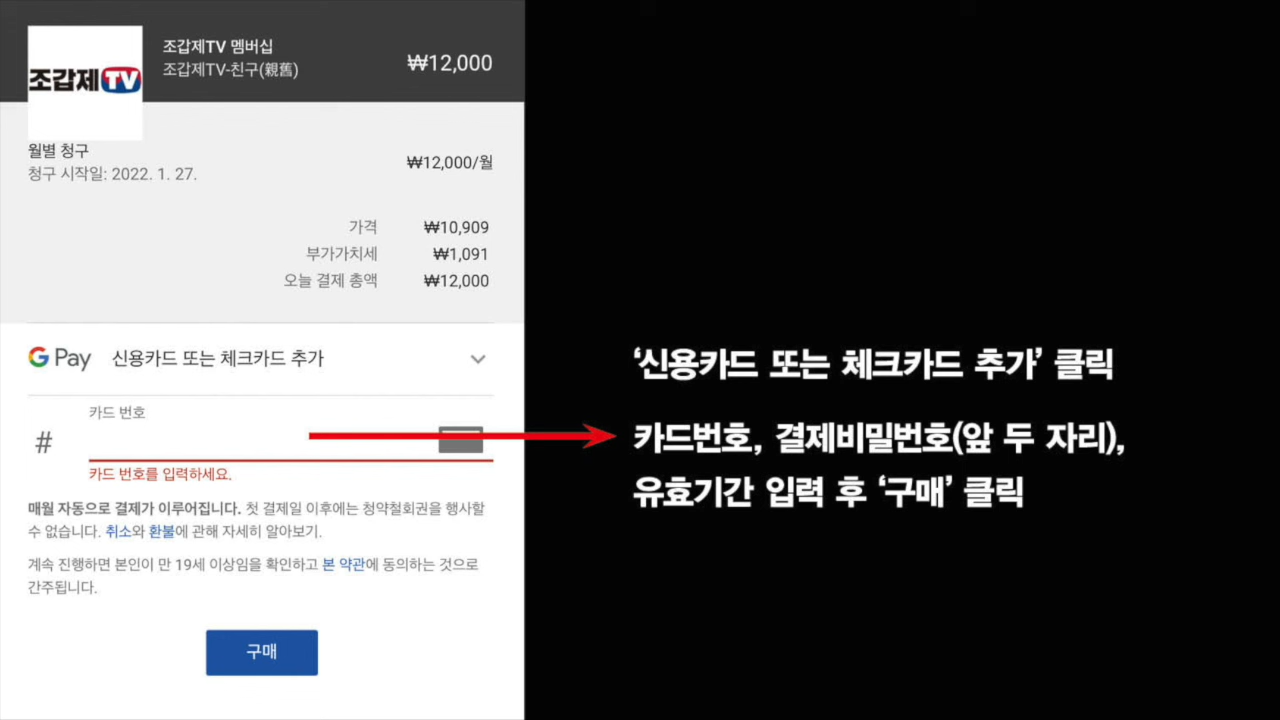 조갑제TV
조갑제TV 멤버십
조갑제TV-친구(親舊)
₩12,000
월별 청구
청구 시작일: 2022. 1. 27.
₩12,000/월
가격 ₩10,909
부가가치세 ₩1,091
오늘 결제 총액 ₩12,000
G Pay 신용카드 또는 체크카드 추가
카드 번호
#
카드 번호를 입력하세요.
매월 자동으로 결제가 이루어집니다. 첫 결제일 이후에는 청약철회권을 행사할
수 없습니다. 취소와 환불에 관해 자세히 알아보기.
계속 진행하면 본인이 만 19세 이상임을 확인하고 본 약관에 동의하는 것으로
간주됩니다.
구매
‘신용카드 또는 체크카드 추가’ 클릭
카드번호, 결제비밀번호(앞 두 자리),
유효기간 입력 후 ‘구매’ 클릭